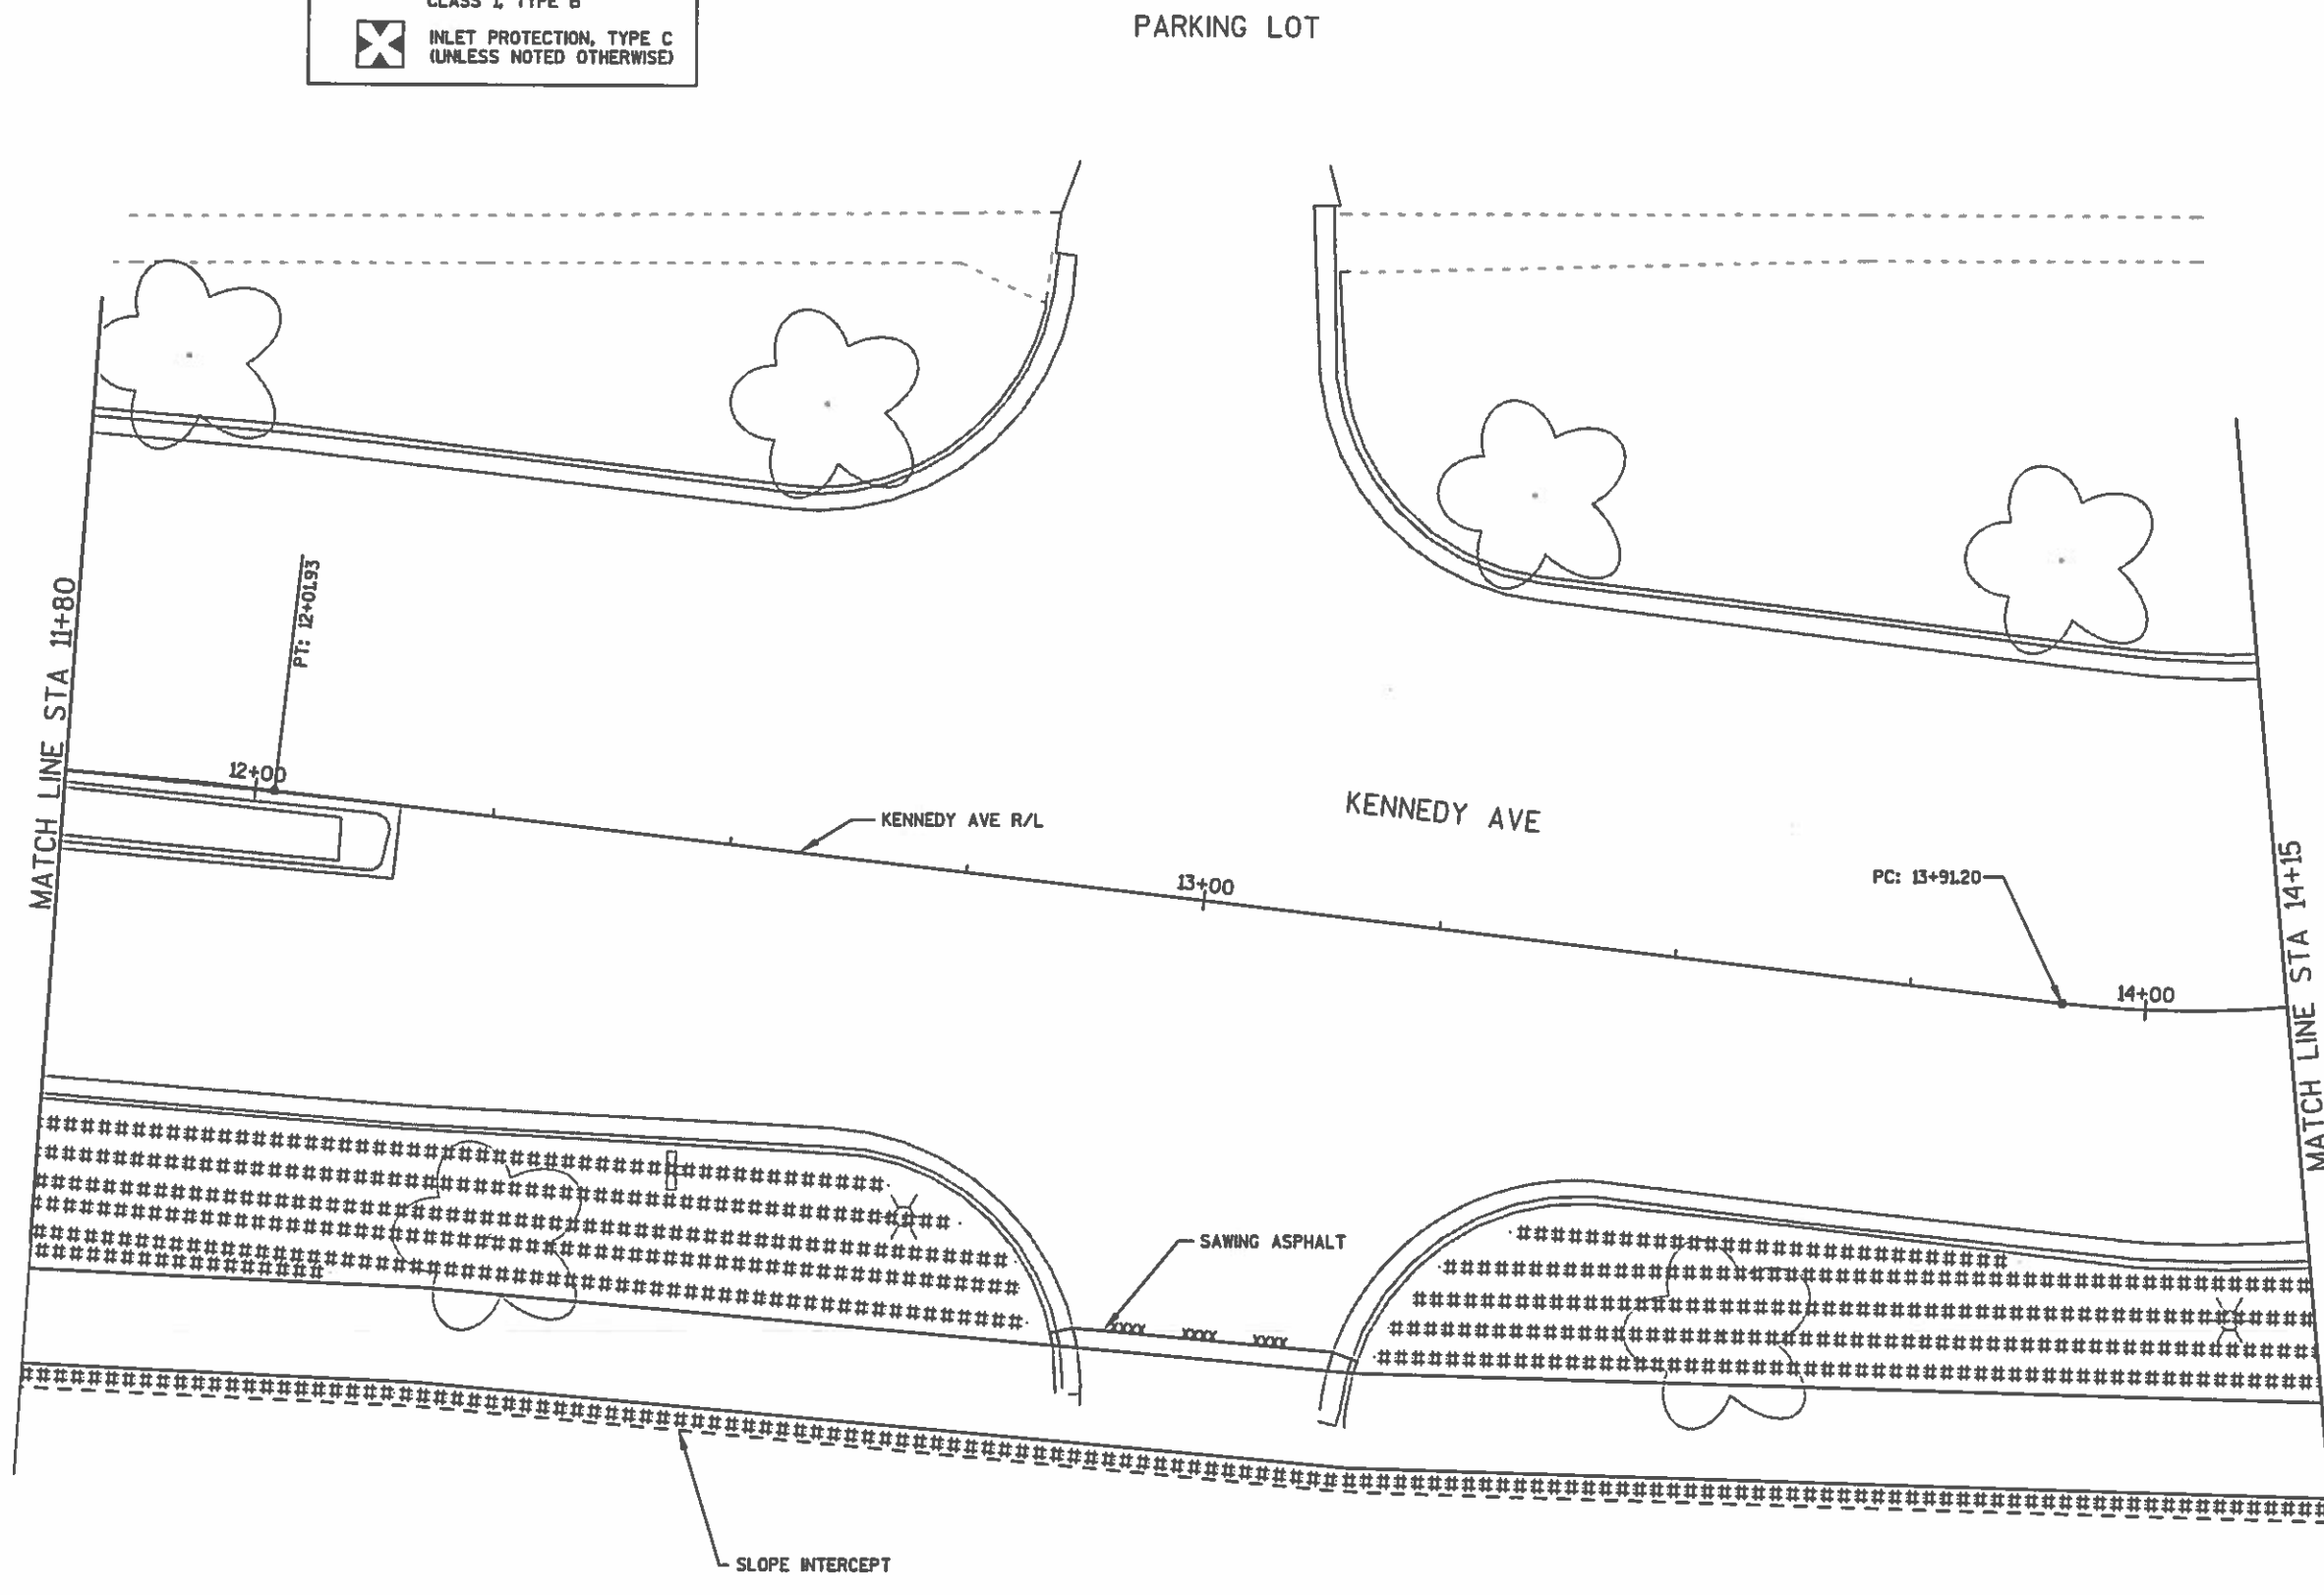 CLASS I, TYPE B
INLET PROTECTION, TYPE C
(UNLESS NOTED OTHERWISE)
PARKING LOT
MATCH LINE STA 11+80
PT: 12+01.93
12+00
KENNEDY AVE R/L
KENNEDY AVE
13+00
PC: 13+91.20
14+00
MATCH LINE STA 14+15
SAWING ASPHALT
XXXX XXXX XXXX
SLOPE INTERCEPT